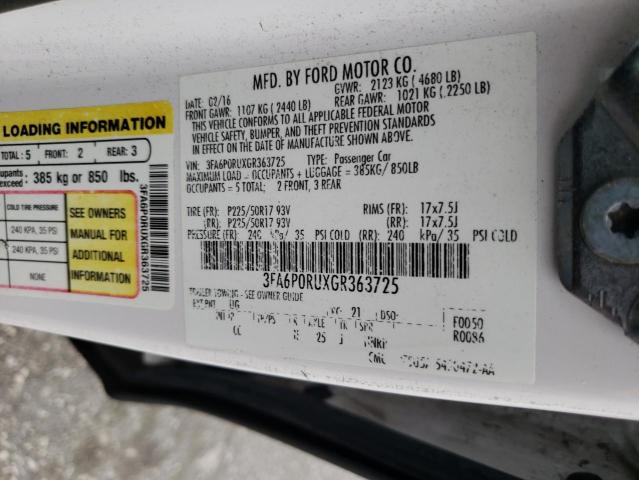 MFD. BY FORD MOTOR CO.
DATE: 02/16 GVWR: 2123 KG ( 4680 LB)
FRONT GAWR: 1107 KG ( 2440 LB) REAR GAWR: 1021 KG ( 2250 LB)
THIS VEHICLE CONFORMS TO ALL APPLICABLE FEDERAL MOTOR
VEHICLE SAFETY, BUMPER, AND THEFT PREVENTION STANDARDS
IN EFFECT ON THE DATE OF MANUFACTURE SHOWN ABOVE.
VIN: 3FA6P0RUXGR363725 TYPE: Passenger Car
MAXIMUM LOAD = OCCUPANTS + LUGGAGE = 385KG/ 850LB
OCCUPANTS = 5 TOTAL: 2 FRONT, 3 REAR
TIRE (FR): P225/50R17 93V RIMS (FR): 17x7.5J
(RR): P225/50R17 93V (RR): 17x7.5J
PRESSURE (FR): 240 kPa/ 35 PSI COLD (RR): 240 kPa/ 35 PSI COLD
3FA6P0RUXGR363725
TRAILER TOWING - SEE OWNER GUIDE
EXT PNT: UG 21 DSO:
F0050
R0086
LOADING INFORMATION
TOTAL: 5 FRONT: 2 REAR: 3
385 kg or 850 lbs.
COLD TIRE PRESSURE
240 KPA, 35 PSI
240 KPA, 35 PSI
NONE
SEE OWNERS
MANUAL FOR
ADDITIONAL
INFORMATION
3FA6P0RUXGR363725